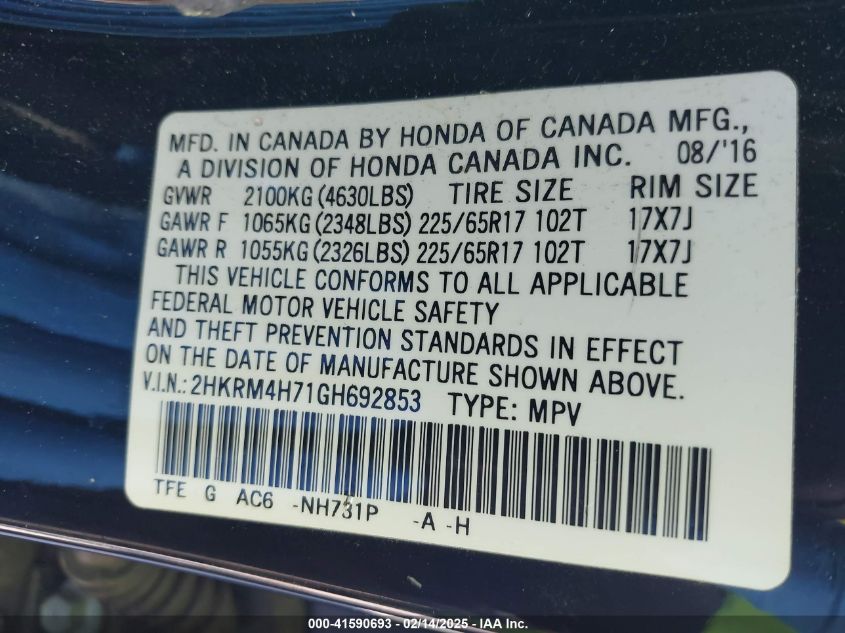 MFD. IN CANADA BY HONDA OF CANADA MFG.,
A DIVISION OF HONDA CANADA INC. 08/'16
GVWR 2100KG (4630LBS) TIRE SIZE RIM SIZE
GAWR F 1065KG (2348LBS) 225/65R17 102T 17X7J
GAWR R 1055KG (2326LBS) 225/65R17 102T 17X7J
THIS VEHICLE CONFORMS TO ALL APPLICABLE
FEDERAL MOTOR VEHICLE SAFETY
AND THEFT PREVENTION STANDARDS IN EFFECT
ON THE DATE OF MANUFACTURE SHOWN ABOVE.
V.I.N.: 2HKRM4H71GH692853 TYPE: MPV
TFE G AC6 -NH731P -A -H
000-41590693 - 02/14/2025 - IAA Inc.